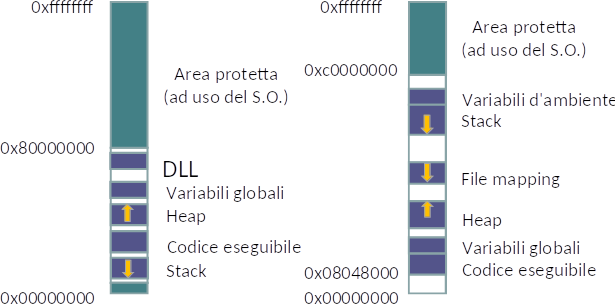 0xffffffff
Area protetta
(ad uso del S.O.)
0x80000000
DLL
Variabili globali
Heap
Codice eseguibile
Stack
0x00000000
0xffffffff
Area protetta
(ad uso del S.O.)
0xc0000000
Variabili d'ambiente
Stack
File mapping
Heap
Variabili globali
0x08048000
Codice eseguibile
0x00000000